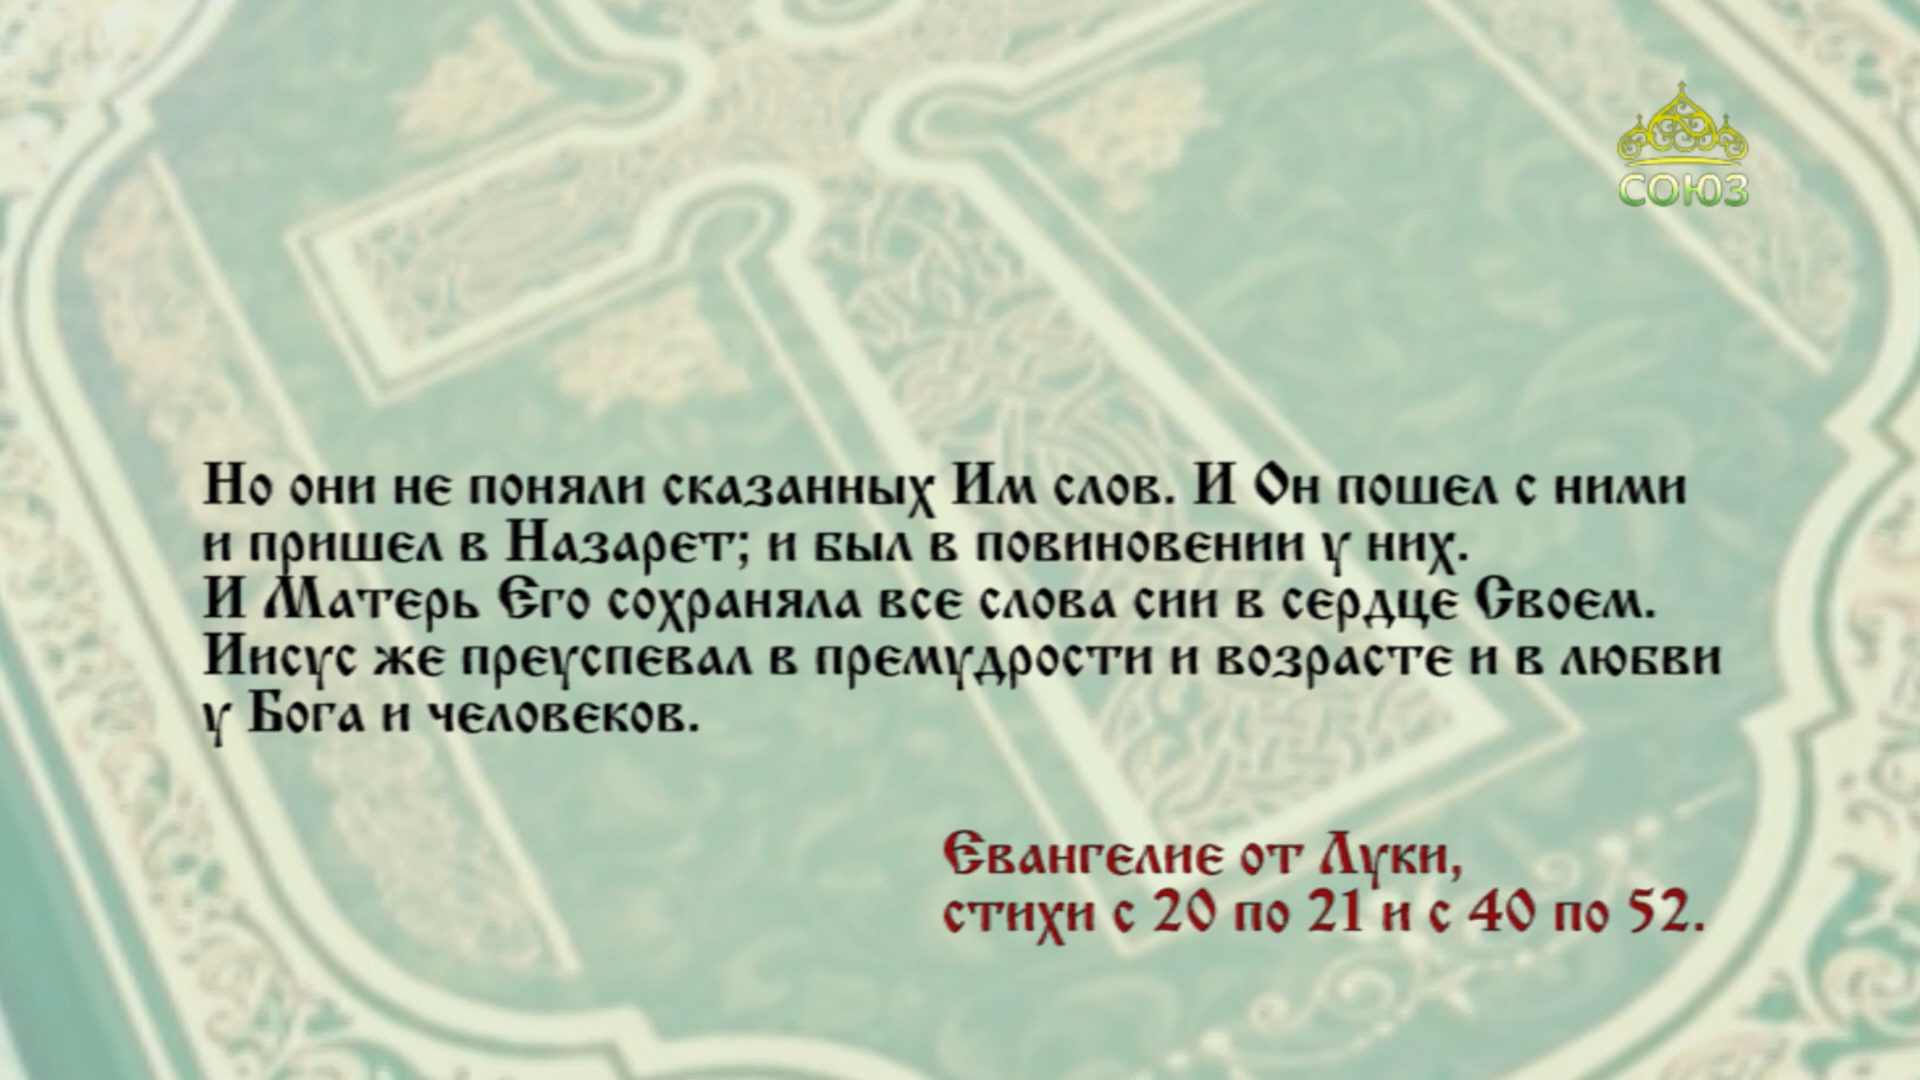 СОЮЗ
Но они не поняли сказанных Им слов. И Он пошел с ними
и пришел в Назарет; и был в повиновении у них.
И Матерь Его сохраняла все слова сии в сердце Своем.
Иисус же преуспевал в премудрости и возрасте и в любви
у Бога и человеков.
Евангелие от Луки,
стихи с 20 по 21 и с 40 по 52.